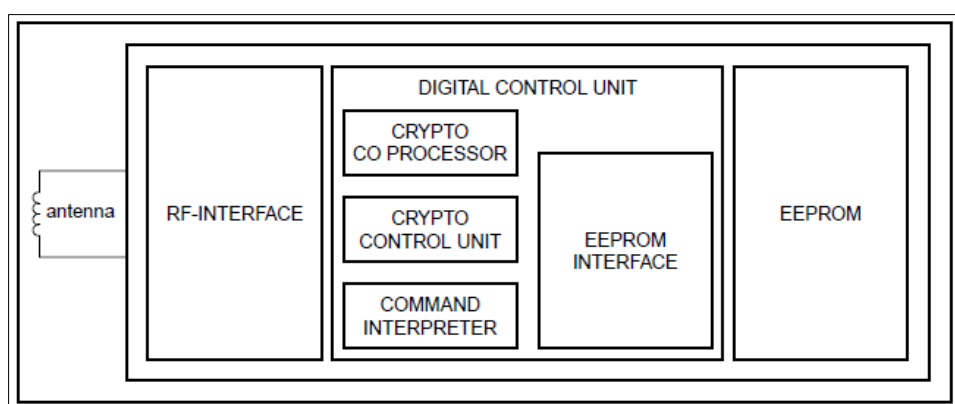 antenna
RF-INTERFACE
DIGITAL CONTROL UNIT
CRYPTO
CO PROCESSOR
CRYPTO
CONTROL UNIT
COMMAND
INTERPRETER
EEPROM
INTERFACE
EEPROM